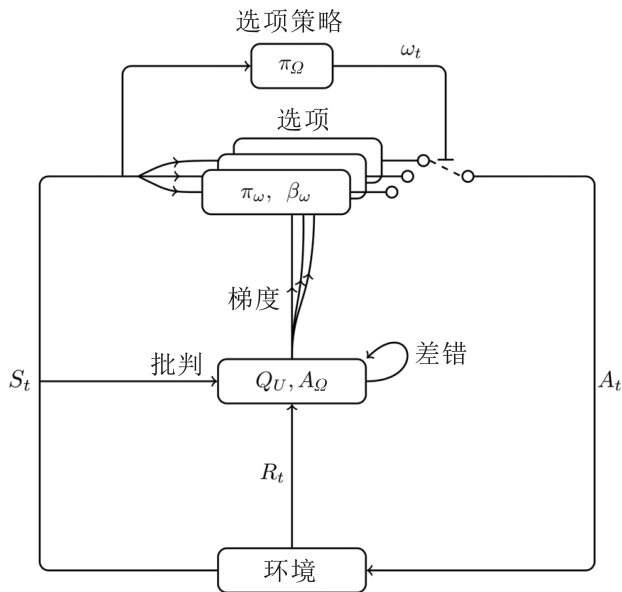 选项策略
π_Ω
ω_t
选项
π_ω, β_ω
梯度
批判
差错
S_t
Q_U, A_Ω
A_t
R_t
环境